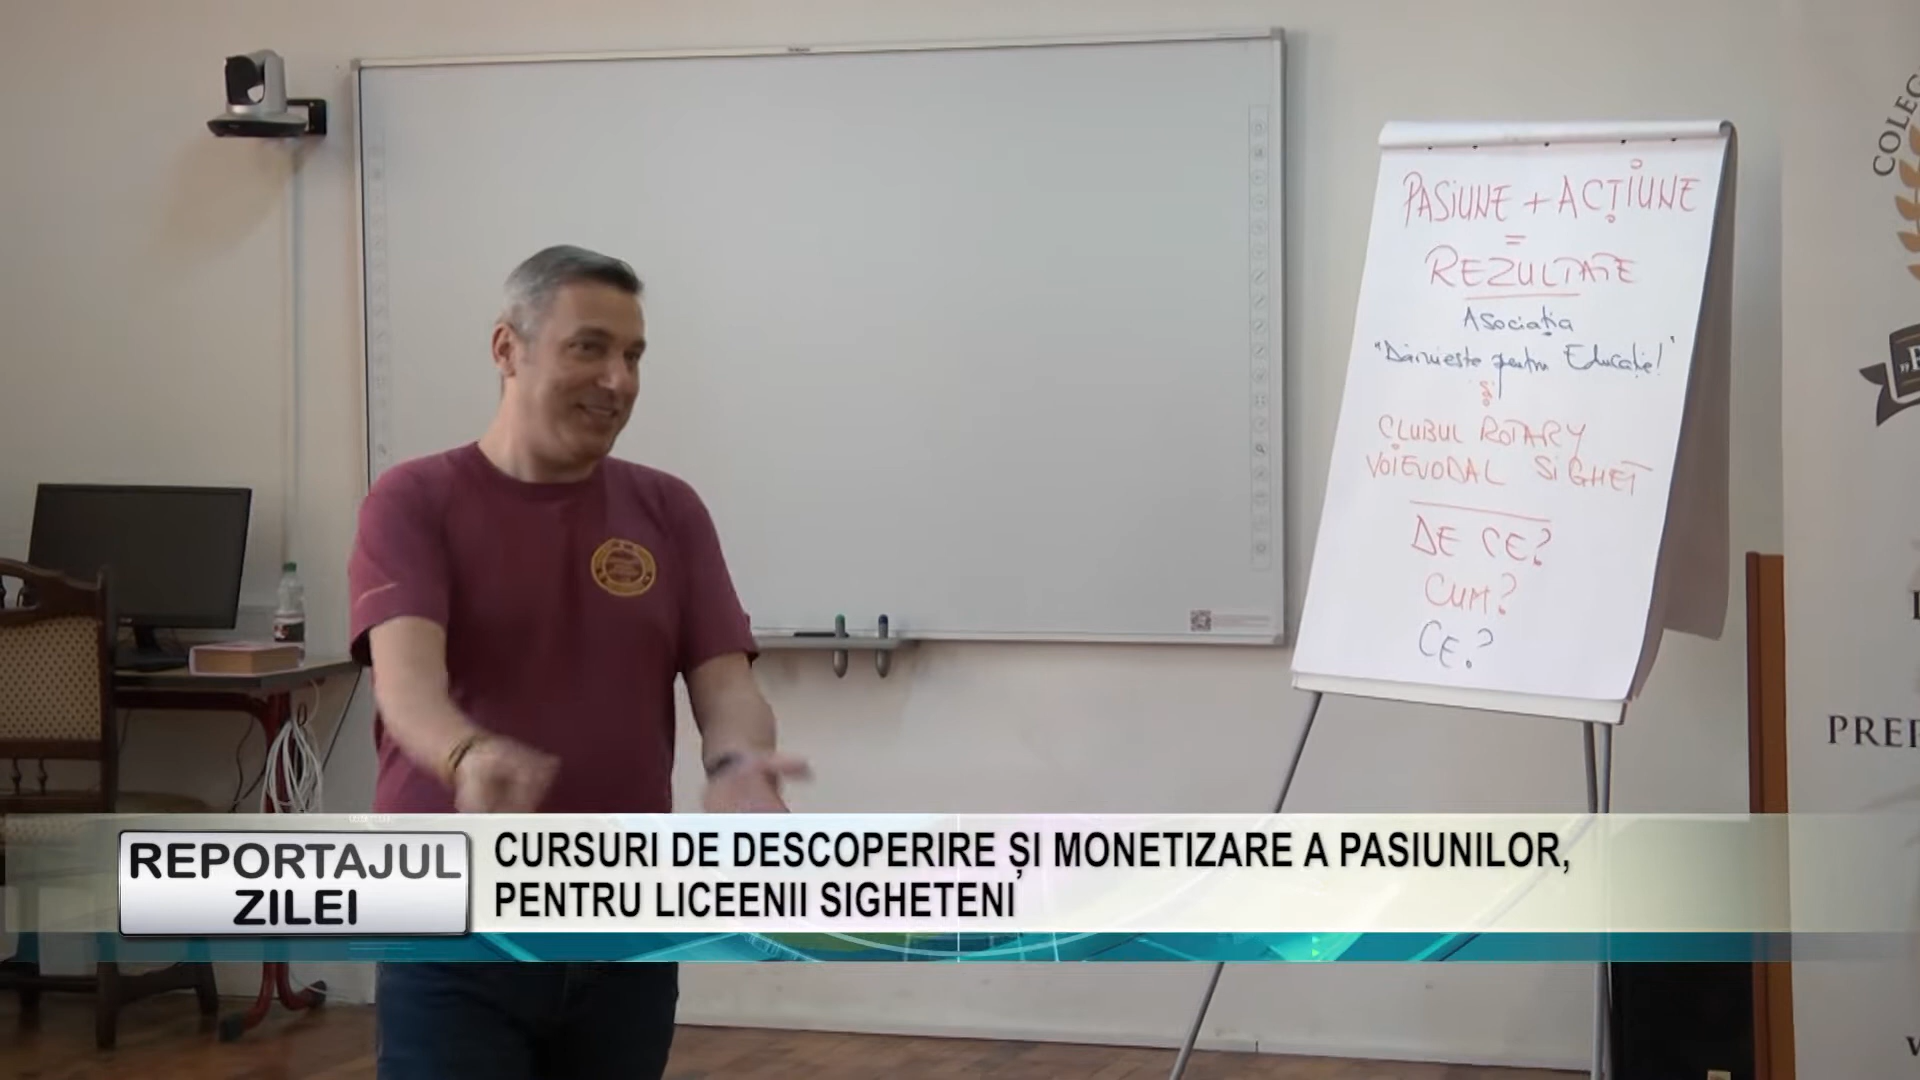 PASIUNE + ACȚIUNE
=
REZULTATE
Asociația
"Dăruiește pentru Educație!"
și
CLUBUL ROTARY
VOIEVODAL SIGHET
DE CE?
CUM?
CE?
COLEG
PREP
REPORTAJUL
ZILEI
CURSURI DE DESCOPERIRE ȘI MONETIZARE A PASIUNILOR,
PENTRU LICEENII SIGHETENI